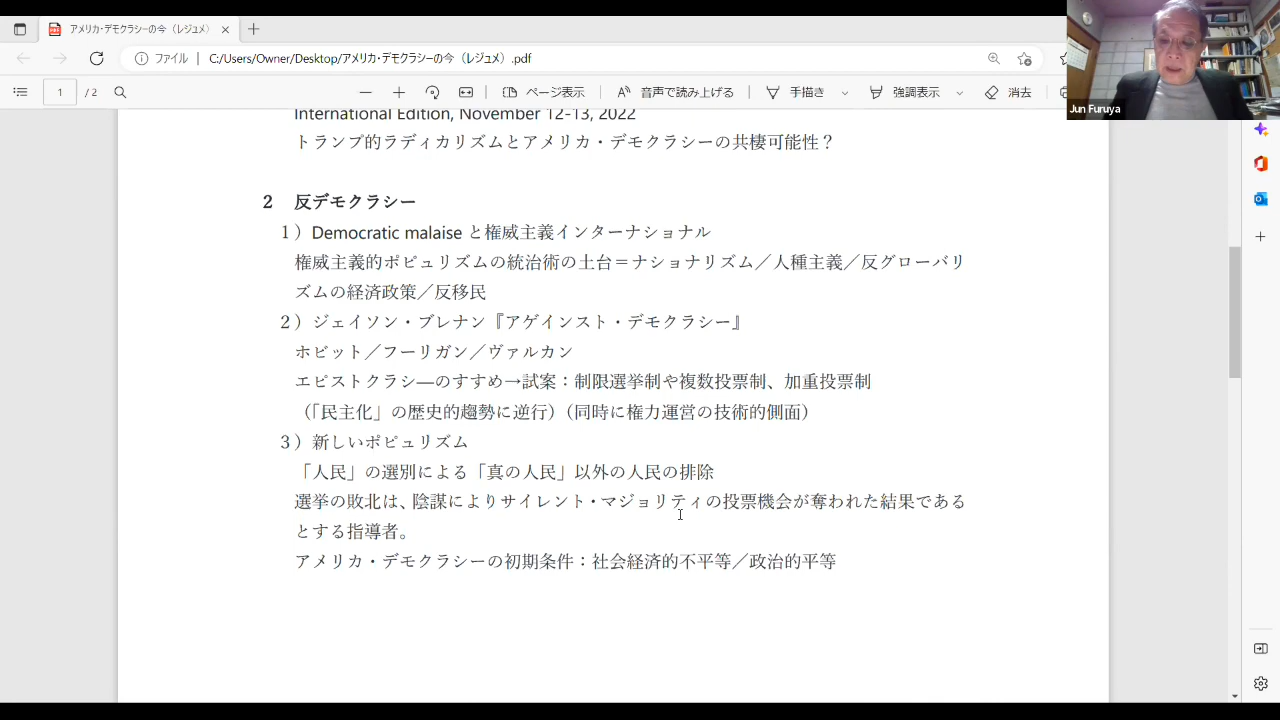 アメリカ・デモクラシーの今（レジュメ）
ファイル
C:/Users/Owner/Desktop/アメリカ・デモクラシーの今（レジュメ）.pdf
1 / 2
ページ表示
音声で読み上げる
手描き
強調表示
消去
Jun Furuya
International Edition, November 12-13, 2022
トランプ的ラディカリズムとアメリカ・デモクラシーの共棲可能性？
２ 反デモクラシー
１）Democratic malaise と権威主義インターナショナル
権威主義的ポピュリズムの統治術の土台＝ナショナリズム／人種主義／反グローバリ
ズムの経済政策／反移民
２）ジェイソン・ブレナン『アゲインスト・デモクラシー』
ホビット／フーリガン／ヴァルカン
エピストクラシ―のすすめ→試案：制限選挙制や複数投票制、加重投票制
（「民主化」の歴史的趨勢に逆行）（同時に権力運営の技術的側面）
３）新しいポピュリズム
「人民」の選別による「真の人民」以外の人民の排除
選挙の敗北は、陰謀によりサイレント・マジョリティの投票機会が奪われた結果である
とする指導者。
アメリカ・デモクラシーの初期条件：社会経済的不平等／政治的平等